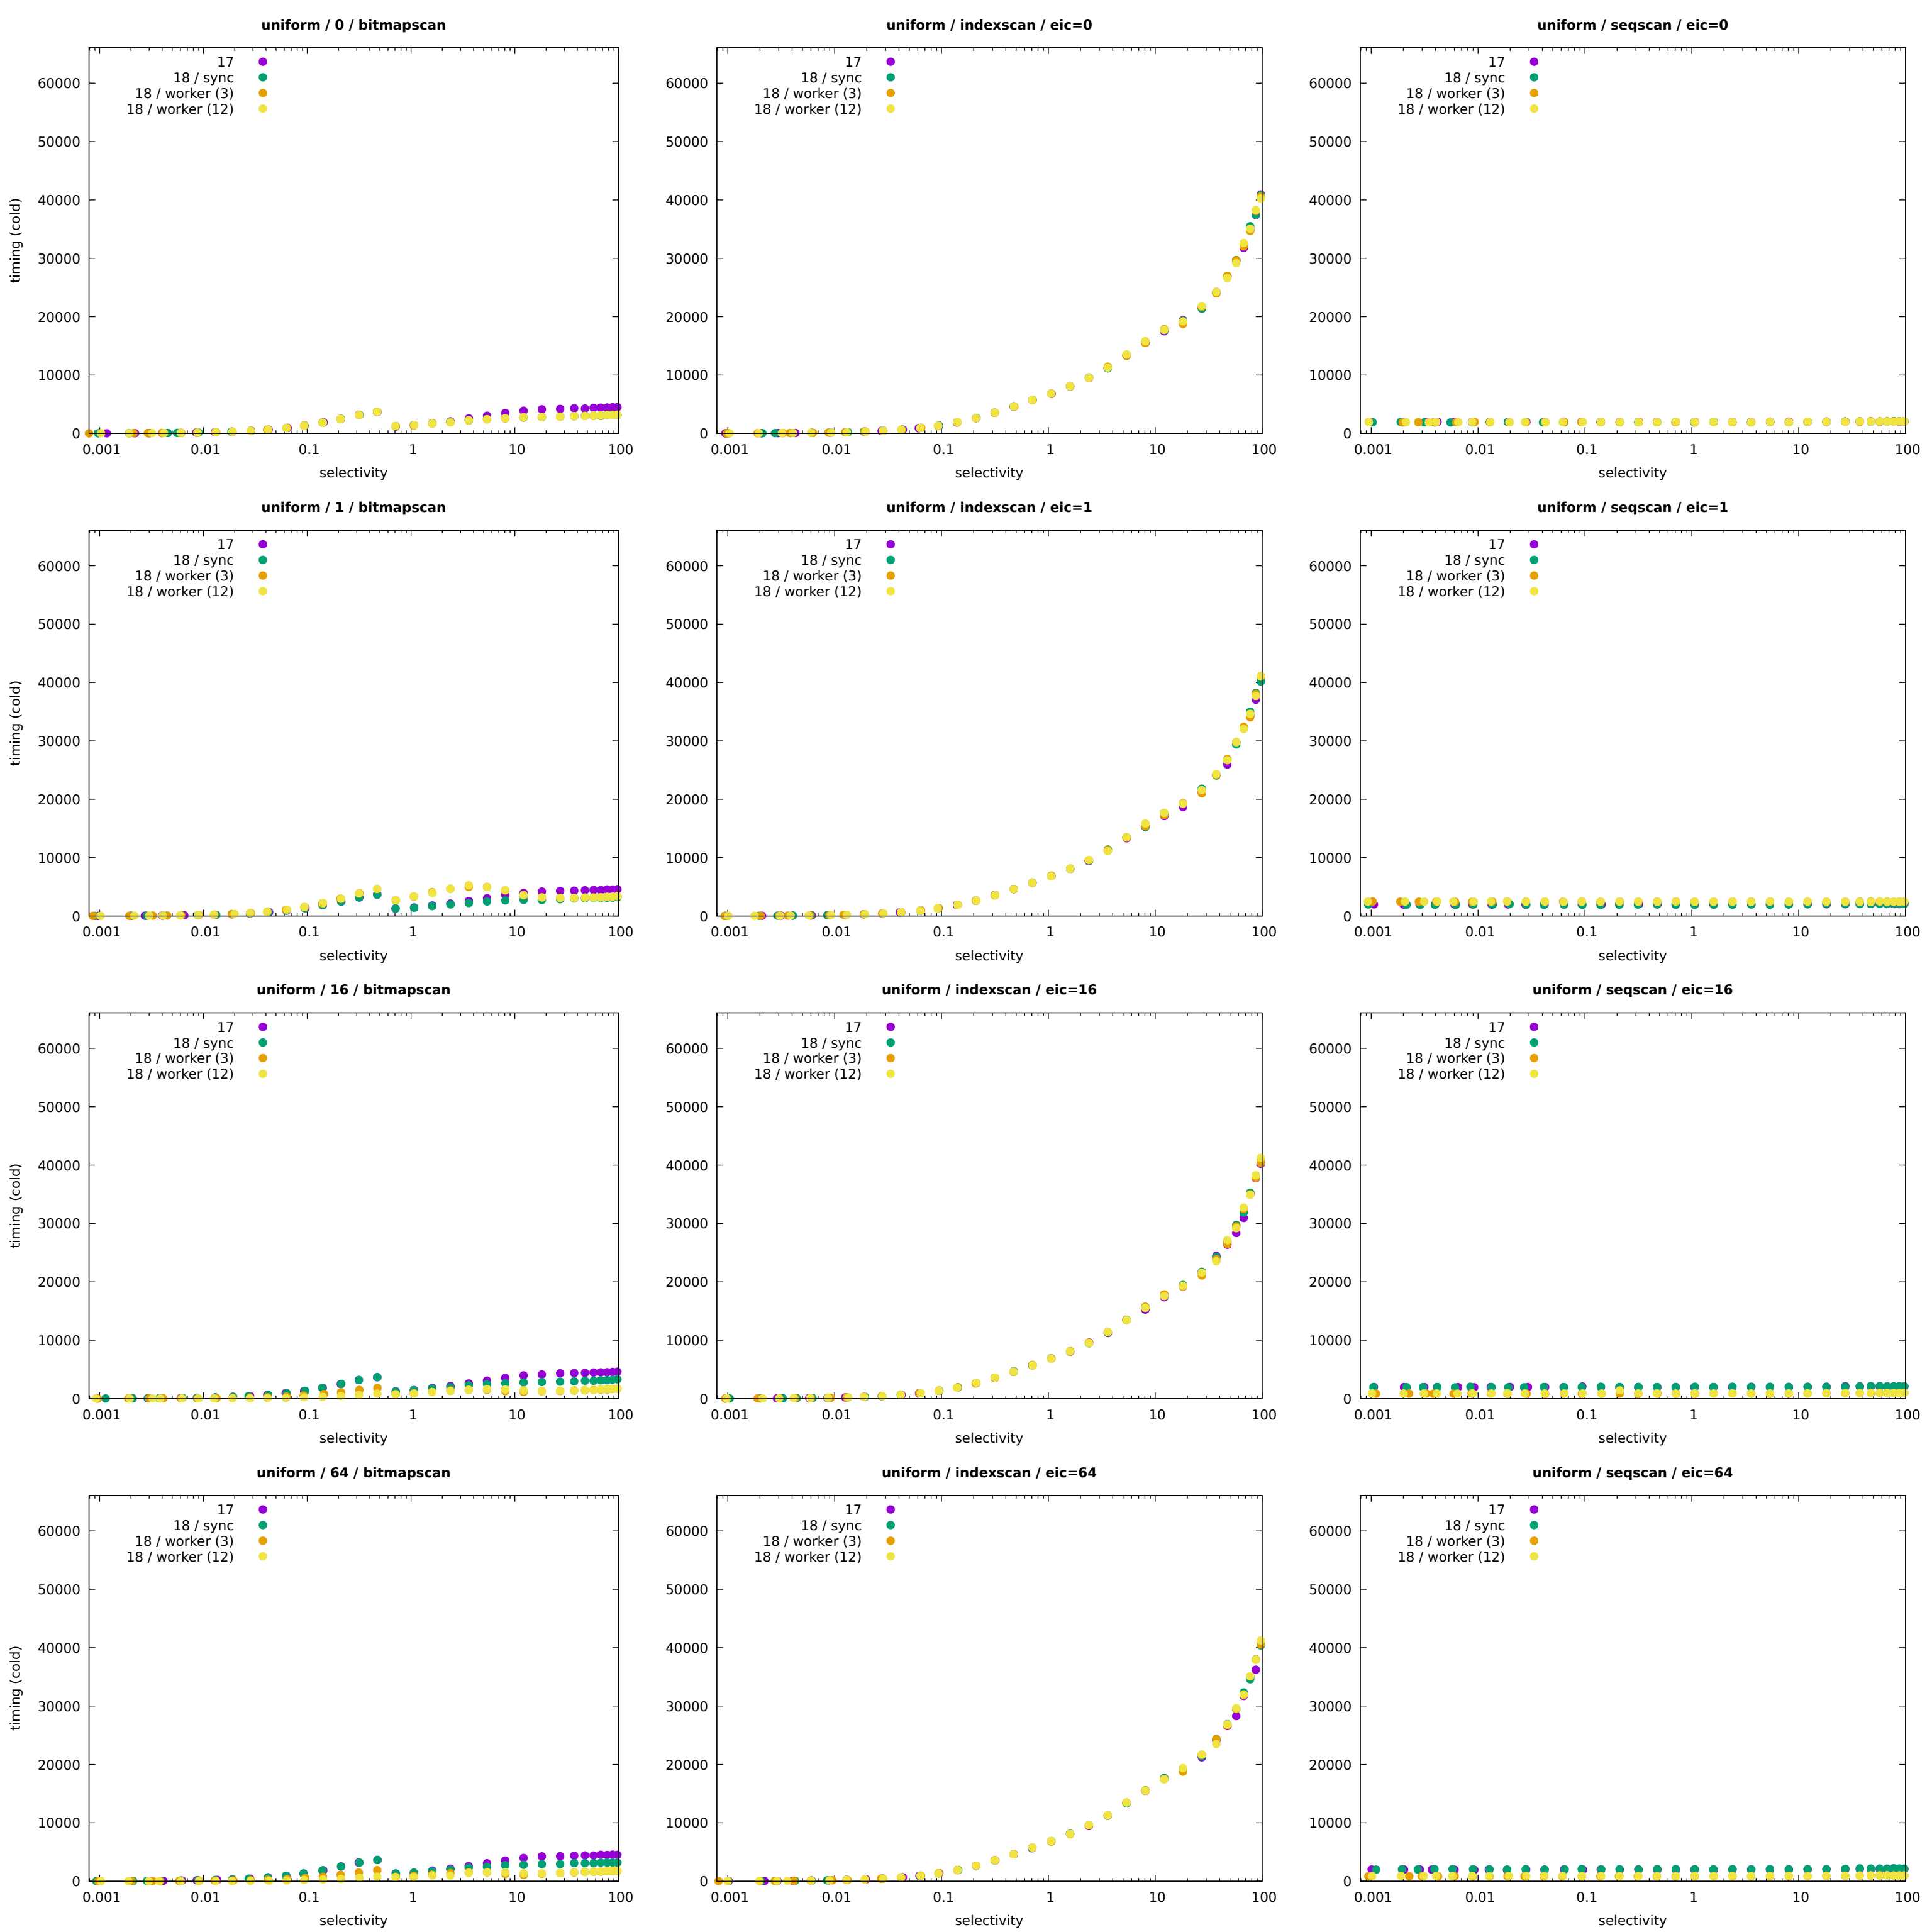 uniform / 0 / bitmapscan
17
18 / sync
18 / worker (3)
18 / worker (12)
60000
50000
40000
30000
20000
10000
0
timing (cold)
0.001 0.01 0.1 1 10 100
selectivity
uniform / indexscan / eic=0
17
18 / sync
18 / worker (3)
18 / worker (12)
60000
50000
40000
30000
20000
10000
0
0.001 0.01 0.1 1 10 100
selectivity
uniform / seqscan / eic=0
17
18 / sync
18 / worker (3)
18 / worker (12)
60000
50000
40000
30000
20000
10000
0
0.001 0.01 0.1 1 10 100
selectivity
uniform / 1 / bitmapscan
17
18 / sync
18 / worker (3)
18 / worker (12)
60000
50000
40000
30000
20000
10000
0
timing (cold)
0.001 0.01 0.1 1 10 100
selectivity
uniform / indexscan / eic=1
17
18 / sync
18 / worker (3)
18 / worker (12)
60000
50000
40000
30000
20000
10000
0
0.001 0.01 0.1 1 10 100
selectivity
uniform / seqscan / eic=1
17
18 / sync
18 / worker (3)
18 / worker (12)
60000
50000
40000
30000
20000
10000
0
0.001 0.01 0.1 1 10 100
selectivity
uniform / 16 / bitmapscan
17
18 / sync
18 / worker (3)
18 / worker (12)
60000
50000
40000
30000
20000
10000
0
timing (cold)
0.001 0.01 0.1 1 10 100
selectivity
uniform / indexscan / eic=16
17
18 / sync
18 / worker (3)
18 / worker (12)
60000
50000
40000
30000
20000
10000
0
0.001 0.01 0.1 1 10 100
selectivity
uniform / seqscan / eic=16
17
18 / sync
18 / worker (3)
18 / worker (12)
60000
50000
40000
30000
20000
10000
0
0.001 0.01 0.1 1 10 100
selectivity
uniform / 64 / bitmapscan
17
18 / sync
18 / worker (3)
18 / worker (12)
60000
50000
40000
30000
20000
10000
0
timing (cold)
0.001 0.01 0.1 1 10 100
selectivity
uniform / indexscan / eic=64
17
18 / sync
18 / worker (3)
18 / worker (12)
60000
50000
40000
30000
20000
10000
0
0.001 0.01 0.1 1 10 100
selectivity
uniform / seqscan / eic=64
17
18 / sync
18 / worker (3)
18 / worker (12)
60000
50000
40000
30000
20000
10000
0
0.001 0.01 0.1 1 10 100
selectivity